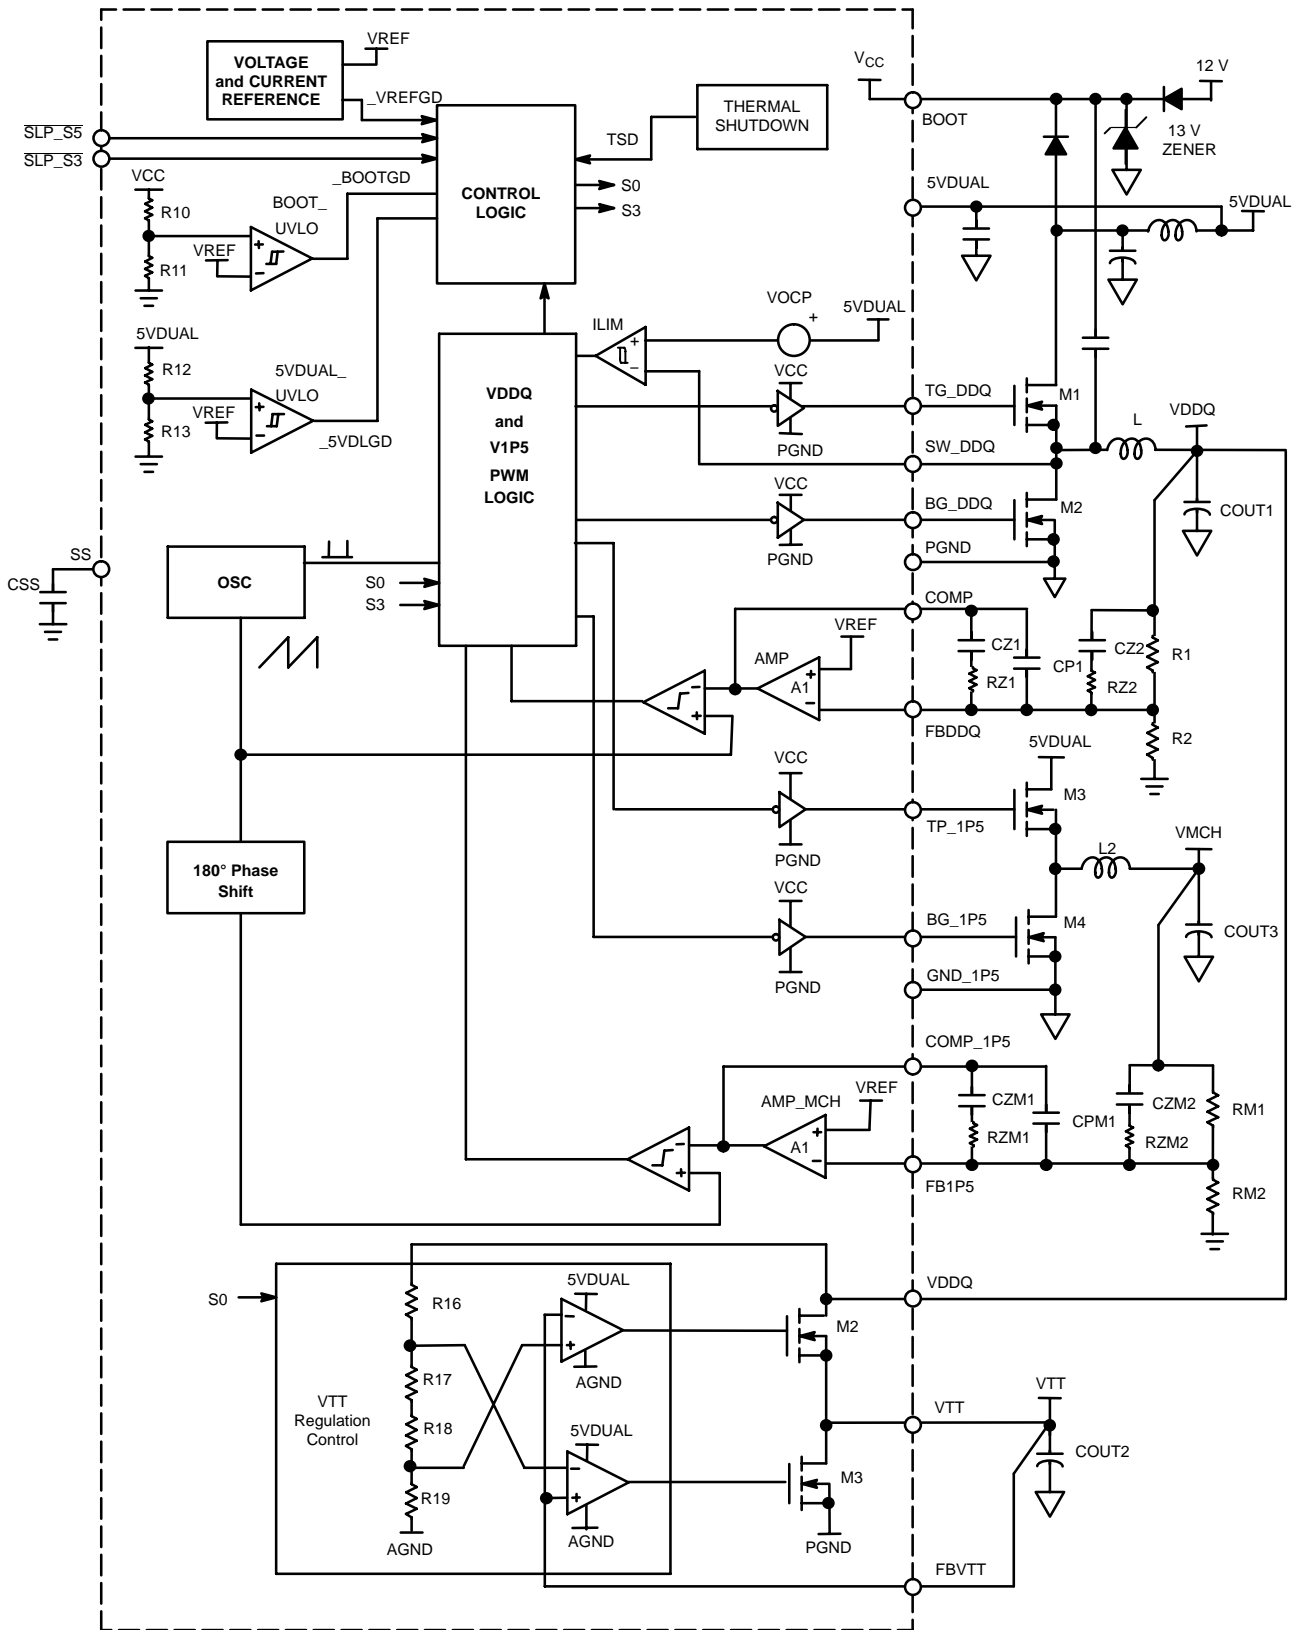 VREF
VOLTAGE
and CURRENT
REFERENCE
_VREFGD
VCC
12 V
BOOT
13 V
ZENER
THERMAL
SHUTDOWN
TSD
SLP_S5
SLP_S3
CONTROL
LOGIC
S0
S3
VCC
R10
R11
VREF
BOOT_
UVLO
_BOOTGD
5VDUAL
5VDUAL
5VDUAL
R12
R13
VREF
5VDUAL_
UVLO
_5VDLGD
ILIM
VOCP
+
5VDUAL
+
−
VDDQ
and
V1P5
PWM
LOGIC
VCC
PGND
TG_DDQ
M1
SW_DDQ
L
VDDQ
COUT1
VCC
PGND
BG_DDQ
M2
PGND
SS
CSS
OSC
S0
S3
COMP
VREF
AMP
A1
+
−
CZ1
RZ1
CP1
CZ2
RZ2
R1
FBDDQ
R2
5VDUAL
VCC
PGND
TP_1P5
M3
180° Phase
Shift
L2
VMCH
COUT3
VCC
PGND
BG_1P5
M4
GND_1P5
COMP_1P5
VREF
AMP_MCH
A1
+
−
CZM1
RZM1
CPM1
CZM2
RZM2
RM1
FB1P5
RM2
S0
VTT
Regulation
Control
R16
R17
R18
R19
AGND
5VDUAL
−
+
AGND
5VDUAL
−
+
AGND
M2
M3
PGND
VDDQ
VTT
VTT
COUT2
FBVTT